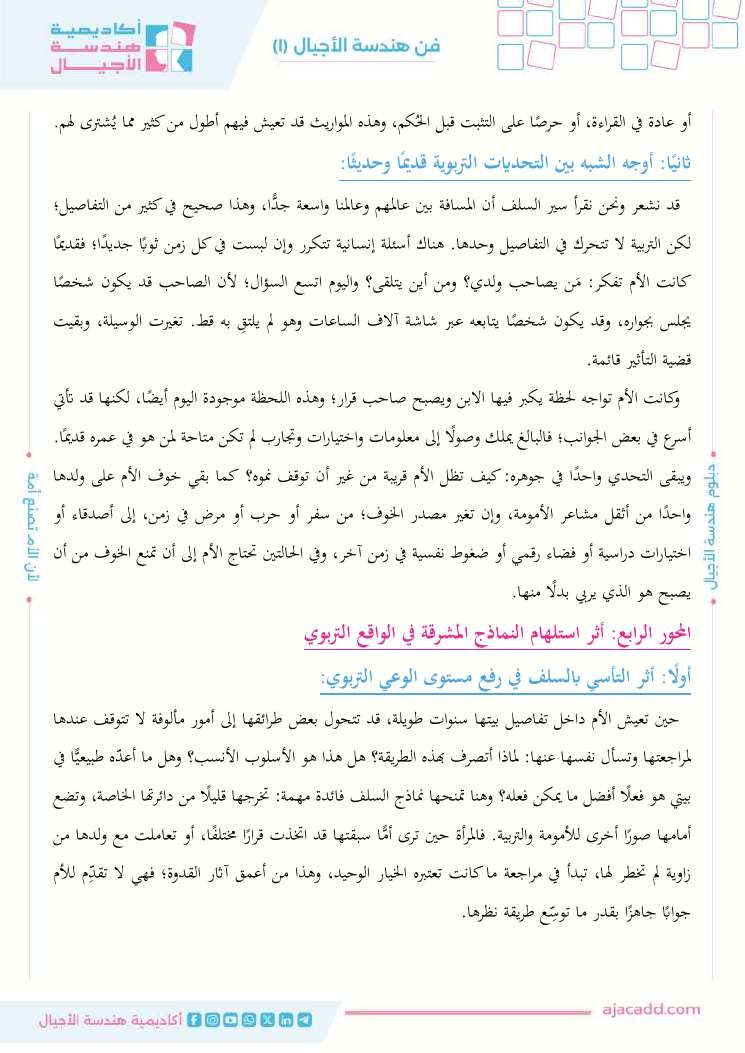 أكاديمية
هندسة
الأجيال
فن هندسة الأجيال (١)
أو عادة في القراءة، أو حرصًا على التثبت قبل الحُكم، وهذه المواريث قد تعيش فيهم أطول من كثير مما يُشترى لهم.
ثانيًا: أوجه الشبه بين التحديات التربوية قديمًا وحديثًا:
قد نشعر ونحن نقرأ سير السلف أن المسافة بين عالمهم وعالمنا واسعة جدًّا، وهذا صحيح في كثير من التفاصيل؛
لكن التربية لا تتحرك في التفاصيل وحدها. هناك أسئلة إنسانية تتكرر وإن لبست في كل زمن ثوبًا جديدًا؛ فقديمًا
كانت الأم تفكر: مَن يصاحب ولدي؟ ومن أين يتلقى؟ واليوم اتسع السؤال؛ لأن الصاحب قد يكون شخصًا
يجلس بجواره، وقد يكون شخصًا يتابعه عبر شاشة آلاف الساعات وهو لم يلتقِ به قط. تغيرت الوسيلة، وبقيت
قضية التأثير قائمة.
وكانت الأم تواجه لحظة يكبر فيها الابن ويصبح صاحب قرار؛ وهذه اللحظة موجودة اليوم أيضًا، لكنها قد تأتي
أسرع في بعض الجوانب؛ فالبالغ يملك وصولًا إلى معلومات واختيارات وتجارب لم تكن متاحة لمن هو في عمره قديمًا.
ويبقى التحدي واحدًا في جوهره: كيف تظل الأم قريبة من غير أن توقف نموه؟ كما بقي خوف الأم على ولدها
واحدًا من أثقل مشاعر الأمومة، وإن تغير مصدر الخوف؛ من سفر أو حرب أو مرض في زمن، إلى أصدقاء أو
اختيارات دراسية أو فضاء رقمي أو ضغوط نفسية في زمن آخر، وفي الحالتين تحتاج الأم إلى أن تمنع الخوف من أن
يصبح هو الذي يربي بدلًا منها.
المحور الرابع: أثر استلهام النماذج المشرقة في الواقع التربوي
أولًا: أثر التأسي بالسلف في رفع مستوى الوعي التربوي:
حين تعيش الأم داخل تفاصيل بيتها سنوات طويلة، قد تتحول بعض طرائقها إلى أمور مألوفة لا تتوقف عندها
لمراجعتها وتسأل نفسها عنها: لماذا أتصرف بهذه الطريقة؟ هل هذا هو الأسلوب الأنسب؟ وهل ما أعدّه طبيعيًّا في
بيتي هو فعلًا أفضل ما يمكن فعله؟ وهنا تمنحها نماذج السلف فائدة مهمة: تخرجها قليلًا من دائرتها الخاصة، وتضع
أمامها صورًا أخرى للأمومة والتربية. فالمرأة حين ترى أمًّا سبقتها قد اتخذت قرارًا مختلفًا، أو تعاملت مع ولدها من
زاوية لم تخطر لها، تبدأ في مراجعة ما كانت تعتبره الخيار الوحيد، وهذا من أعمق آثار القدوة؛ فهي لا تقدِّم للأم
جوابًا جاهزًا بقدر ما توسِّع طريقة نظرها.
دبلوم هندسة الأجيال
لأن الأم تصنع أمة
أكاديمية هندسة الأجيال
ajacadd.com